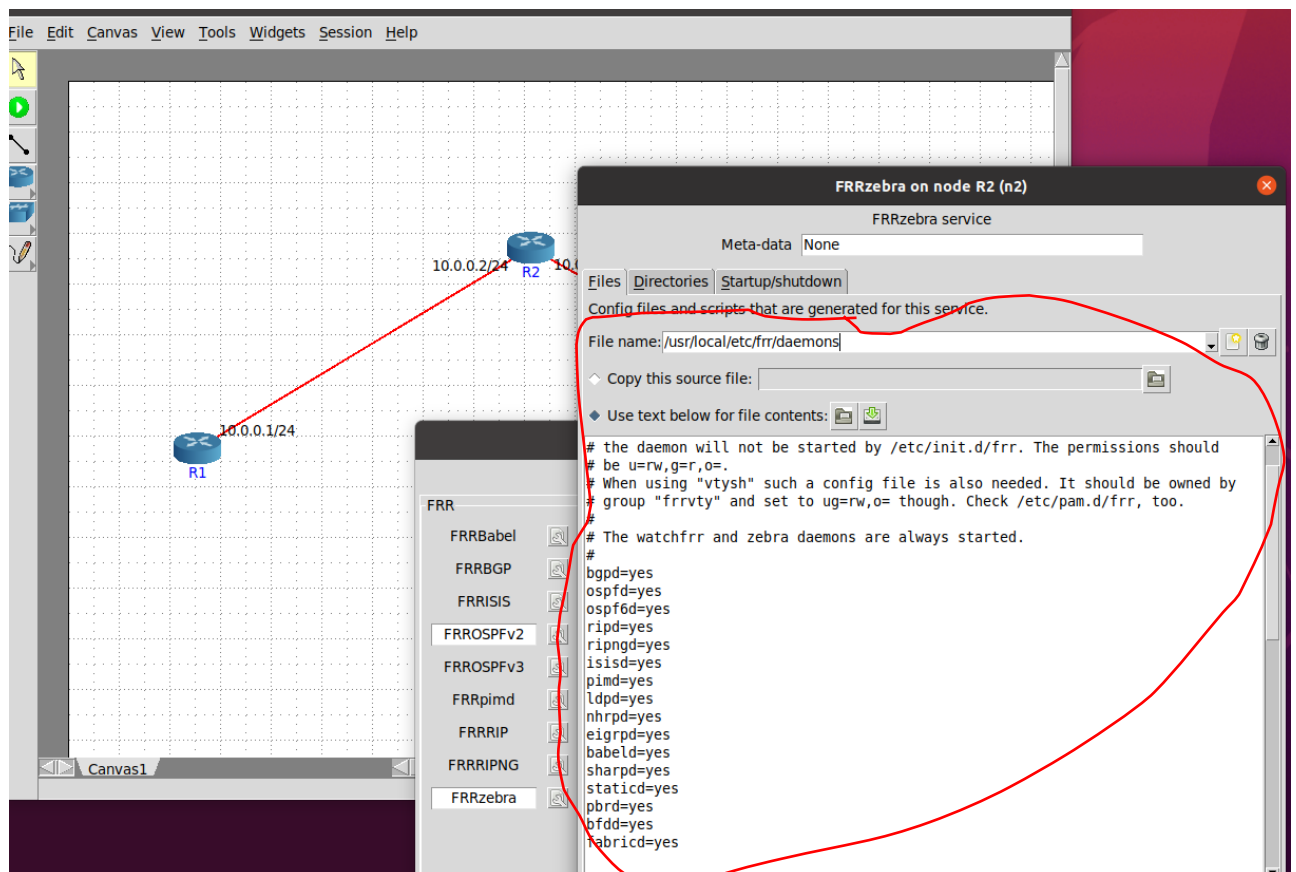 File Edit Canvas View Tools Widgets Session Help
FRRzebra on node R2 (n2)
FRRzebra service
Meta-data None
Files Directories Startup/shutdown
Config files and scripts that are generated for this service.
File name: /usr/local/etc/frr/daemons
Copy this source file:
Use text below for file contents:
# the daemon will not be started by /etc/init.d/frr. The permissions should
# be u=rw,g=r,o=.
# When using "vtysh" such a config file is also needed. It should be owned by
# group "frrvty" and set to ug=rw,o= though. Check /etc/pam.d/frr, too.
#
# The watchfrr and zebra daemons are always started.
#
bgpd=yes
ospfd=yes
ospf6d=yes
ripd=yes
ripngd=yes
isisd=yes
pimd=yes
ldpd=yes
nhrpd=yes
eigrpd=yes
babeld=yes
sharpd=yes
staticd=yes
pbrd=yes
bfdd=yes
fabricd=yes
10.0.0.2/24
R2
10.
10.0.0.1/24
R1
FRR
FRRBabel
FRRBGP
FRRISIS
FRROSPFv2
FRROSPFv3
FRRpimd
FRRRIP
FRRRIPNG
FRRzebra
Canvas1